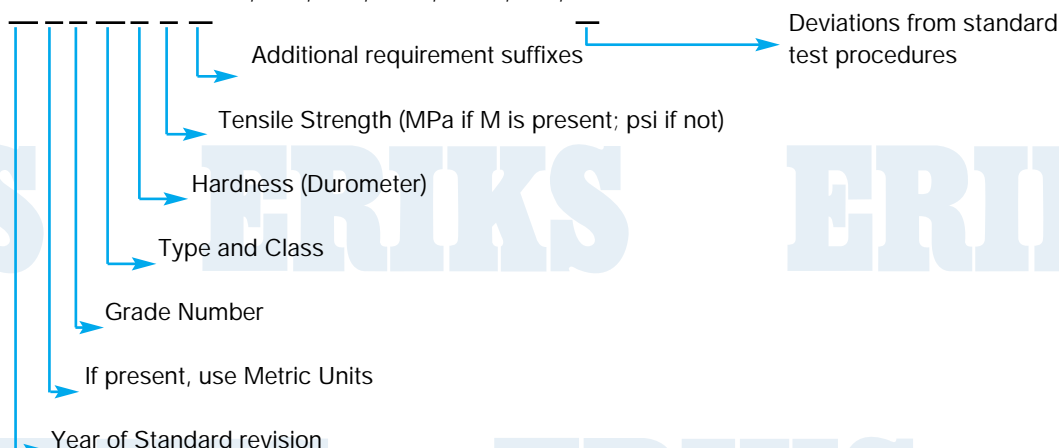 Deviations from standard
test procedures
Additional requirement suffixes
Tensile Strength (MPa if M is present; psi if not)
Hardness (Durometer)
ERIKS
Type and Class
Grade Number
If present, use Metric Units
Year of Standard revision